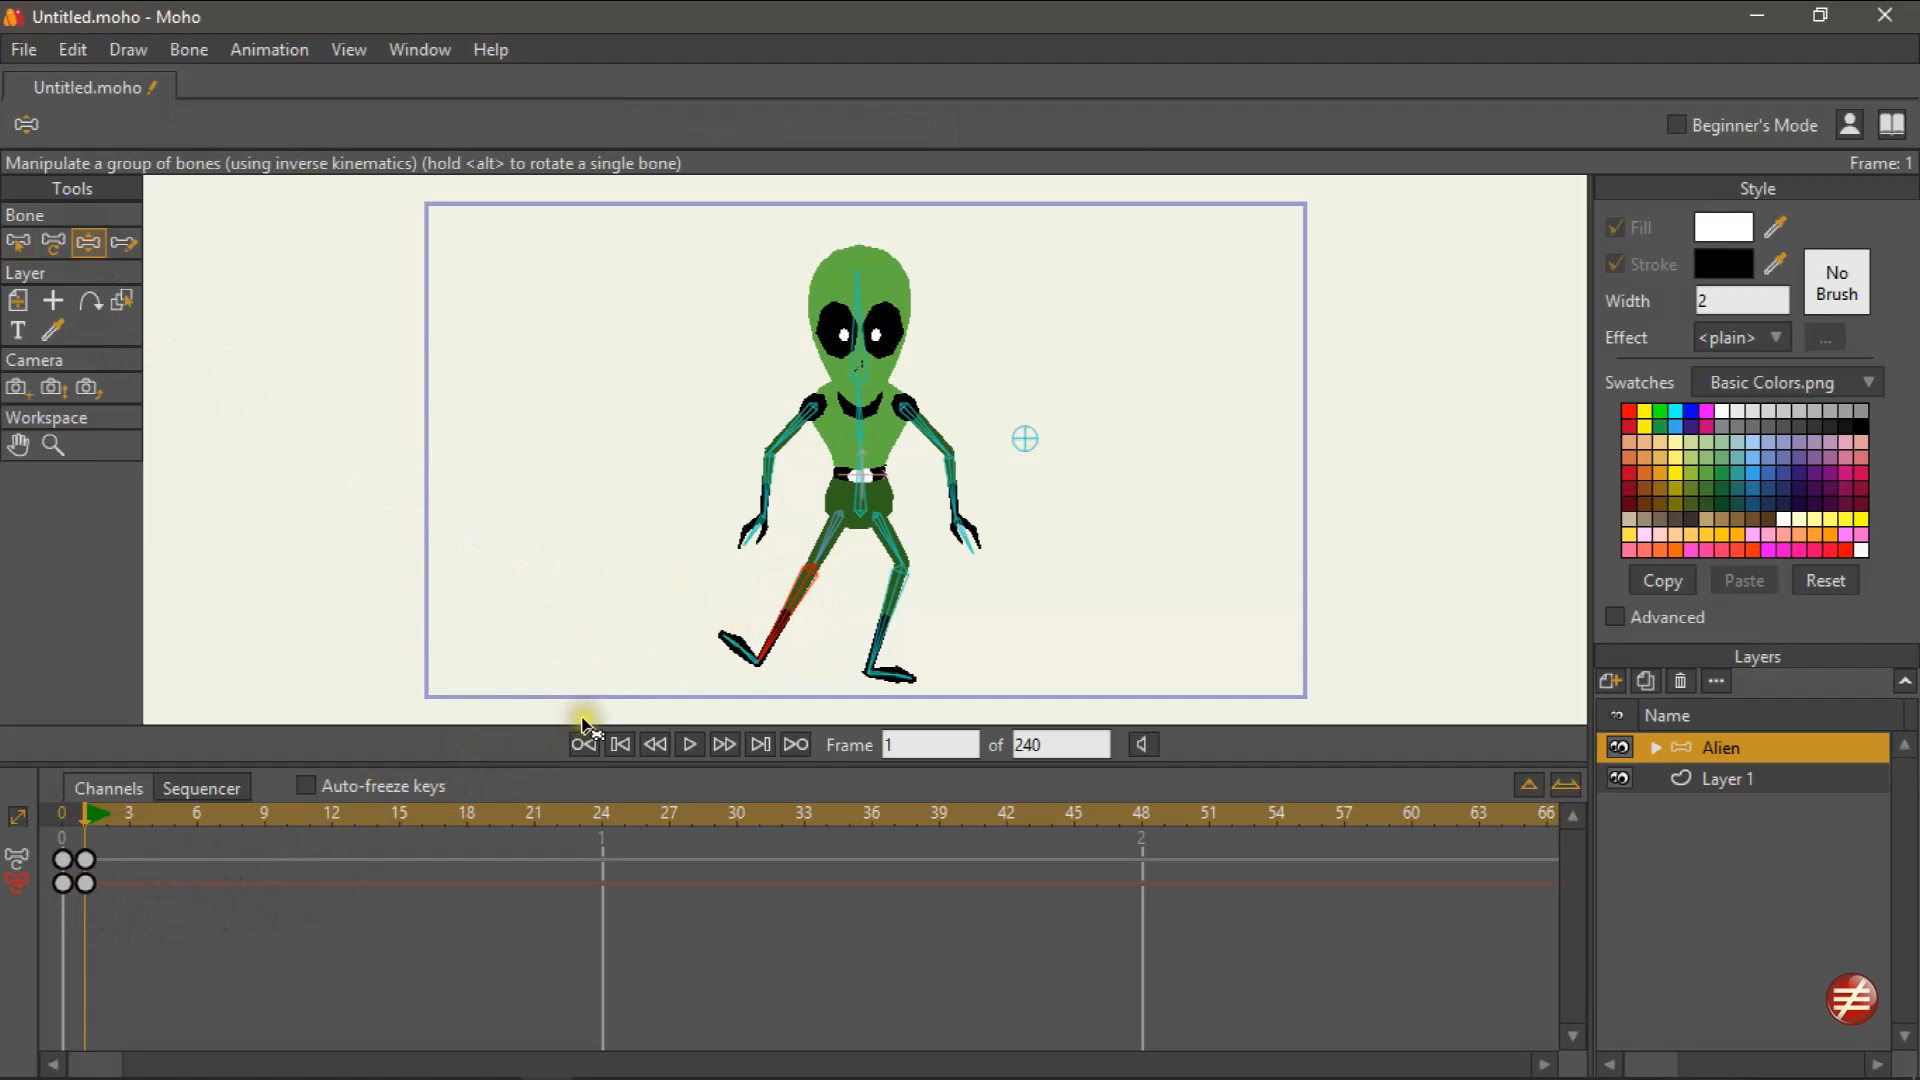 Untitled.moho - Moho
File Edit Draw Bone Animation View Window Help
Untitled.moho
Beginner's Mode
Manipulate a group of bones (using inverse kinematics) (hold <alt> to rotate a single bone)
Frame: 1
Tools
Bone
Layer
T
Camera
Workspace
Frame 1 of 240
Channels Sequencer Auto-freeze keys
0 3 6 9 12 15 18 21 24 27 30 33 36 39 42 45 48 51 54 57 60 63 66
0 1 2
Style
Fill
Stroke
No Brush
Width 2
Effect <plain> ...
Swatches Basic Colors.png
Copy Paste Reset
Advanced
Layers
Name
Alien
Layer 1